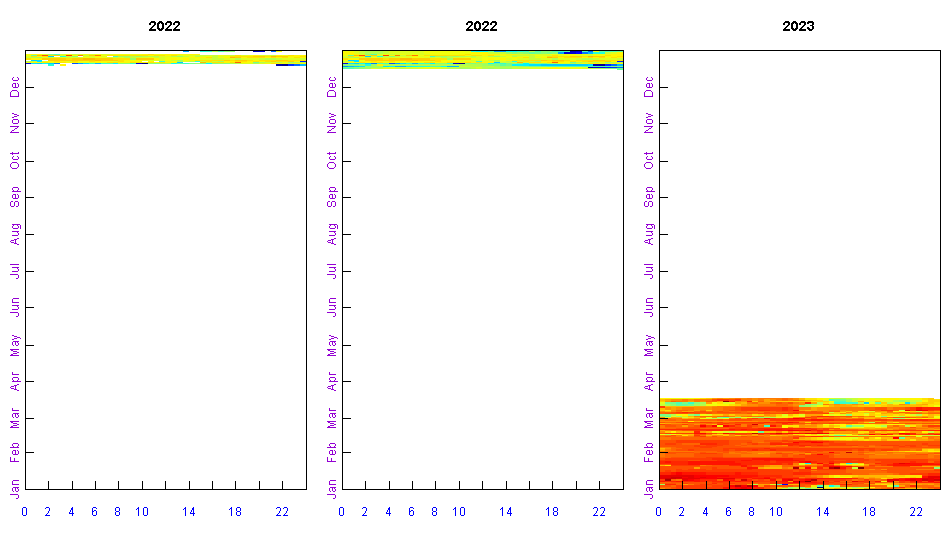 2022 2022 2023
Dec Dec Dec
Nov Nov Nov
Oct Oct Oct
Sep Sep Sep
Aug Aug Aug
Jul Jul Jul
Jun Jun Jun
May May May
Apr Apr Apr
Mar Mar Mar
Feb Feb Feb
Jan Jan Jan
0 2 4 6 8 10 14 18 22 0 2 4 6 8 10 14 18 22 0 2 4 6 8 10 14 18 22